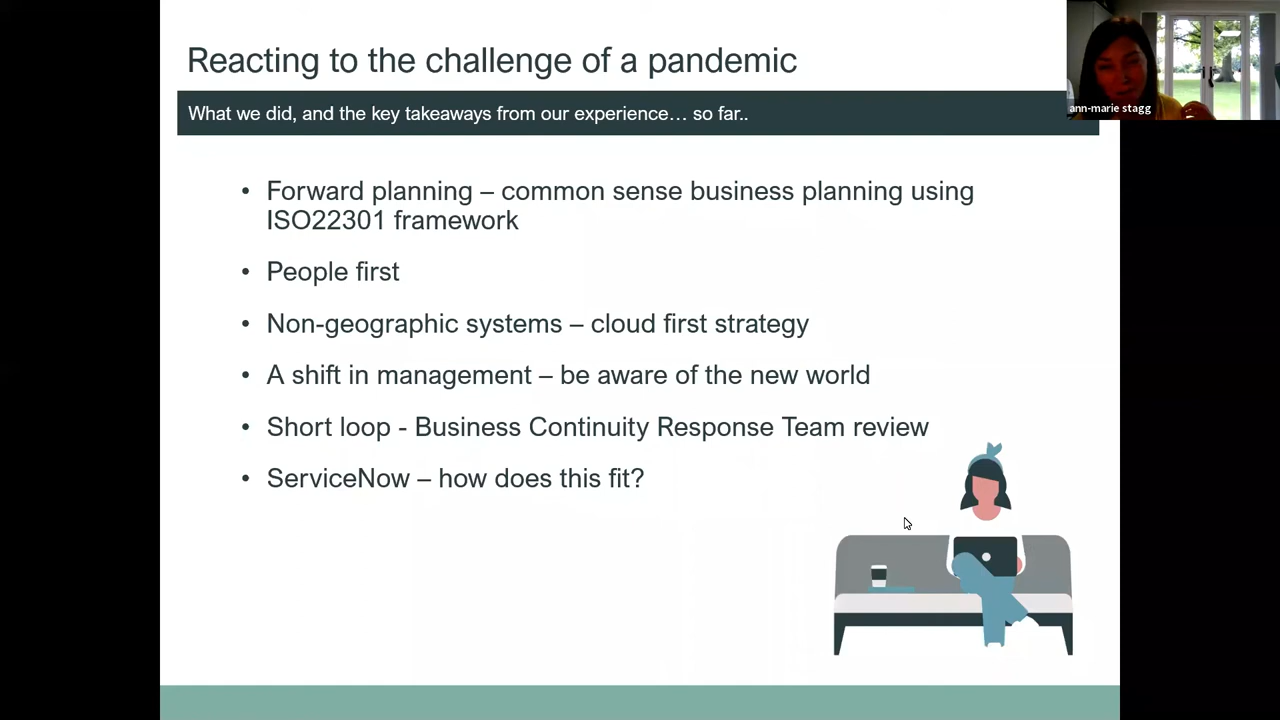 Reacting to the challenge of a pandemic
ann-marie stagg
What we did, and the key takeaways from our experience… so far..
• Forward planning – common sense business planning using
ISO22301 framework
• People first
• Non-geographic systems – cloud first strategy
• A shift in management – be aware of the new world
• Short loop - Business Continuity Response Team review
• ServiceNow – how does this fit?